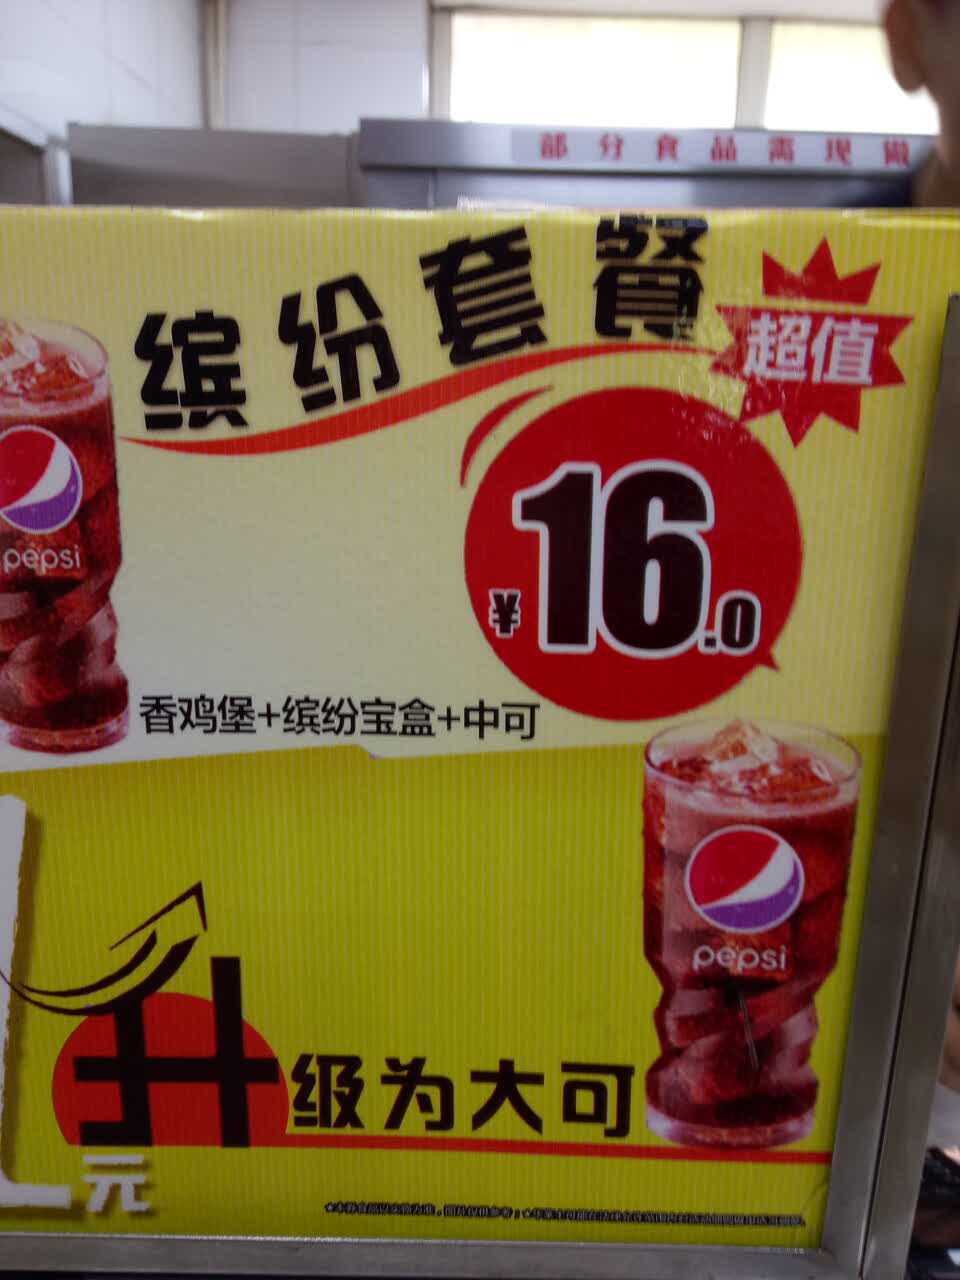 部分食品需现做
缤纷套餐
超值
¥16.0
pepsi
香鸡堡+缤纷宝盒+中可
pepsi
升级为大可
元